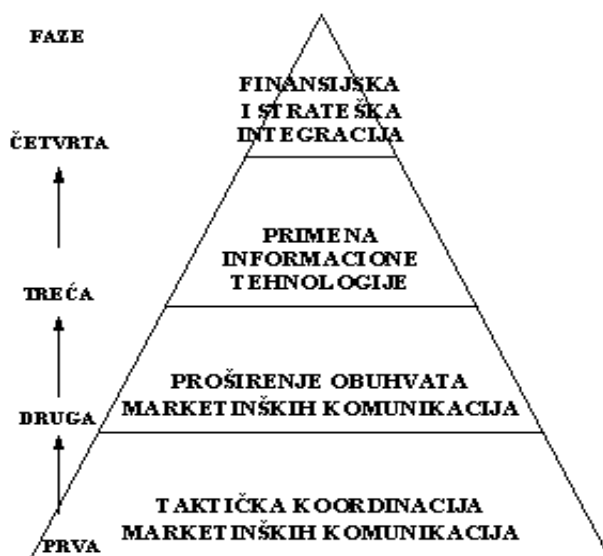 FAZE
FINANSIJSKA
I STRATEŠKA
INTEGRACIJA
ČETVRTA
PRIMENA
INFORMACIONE
TEHNOLOGIJE
TREĆA
PROŠIRENJE OBUHVATA
MARKETINŠKIH KOMUNIKACIJA
DRUGA
TAKTIČKA KOORDINACIJA
MARKETINŠKIH KOMUNIKACIJA
PRVA